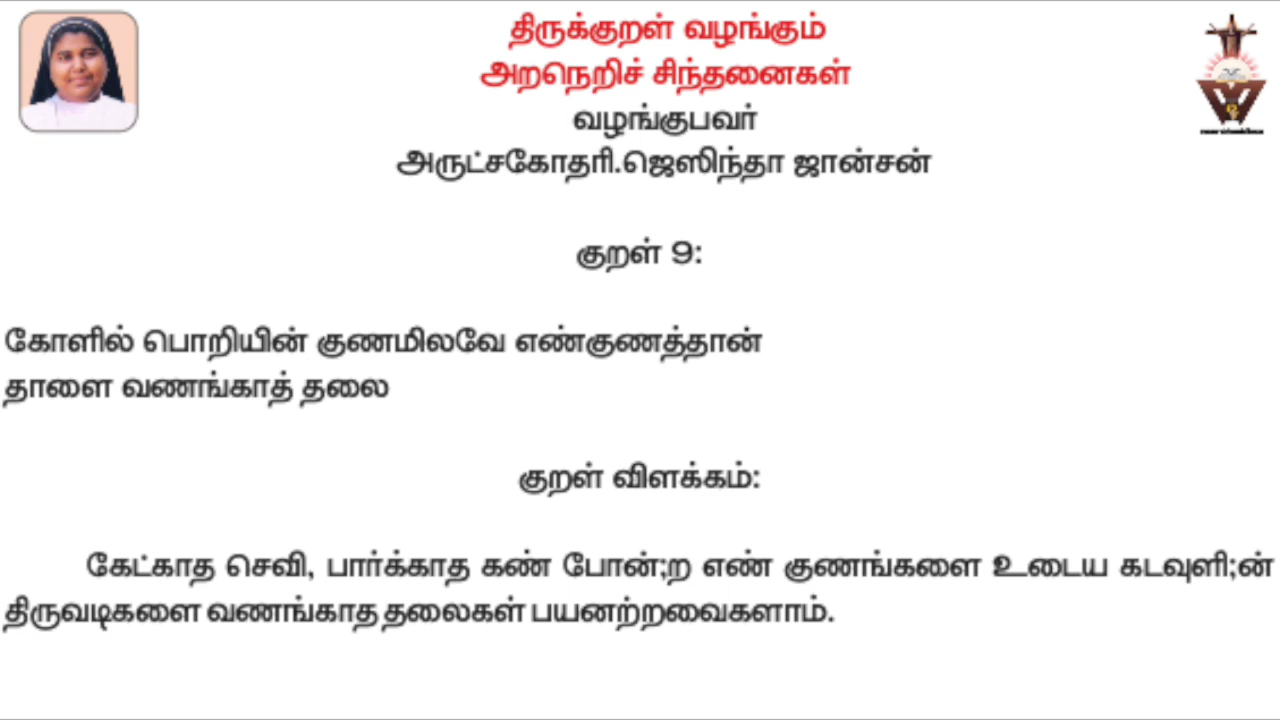 திருக்குறள் வழங்கும்
அறநெறிச் சிந்தனைகள்
வழங்குபவர்
அருட்சகோதரி.ஜெஸிந்தா ஜான்சன்
குறள் 9:
கோளில் பொறியின் குணமிலவே எண்குணத்தான்
தாளை வணங்காத் தலை
குறள் விளக்கம்:
கேட்காத செவி, பார்க்காத கண் போன்;ற எண் குணங்களை உடைய கடவுளி;ன்
திருவடிகளை வணங்காத தலைகள் பயனற்றவைகளாம்.